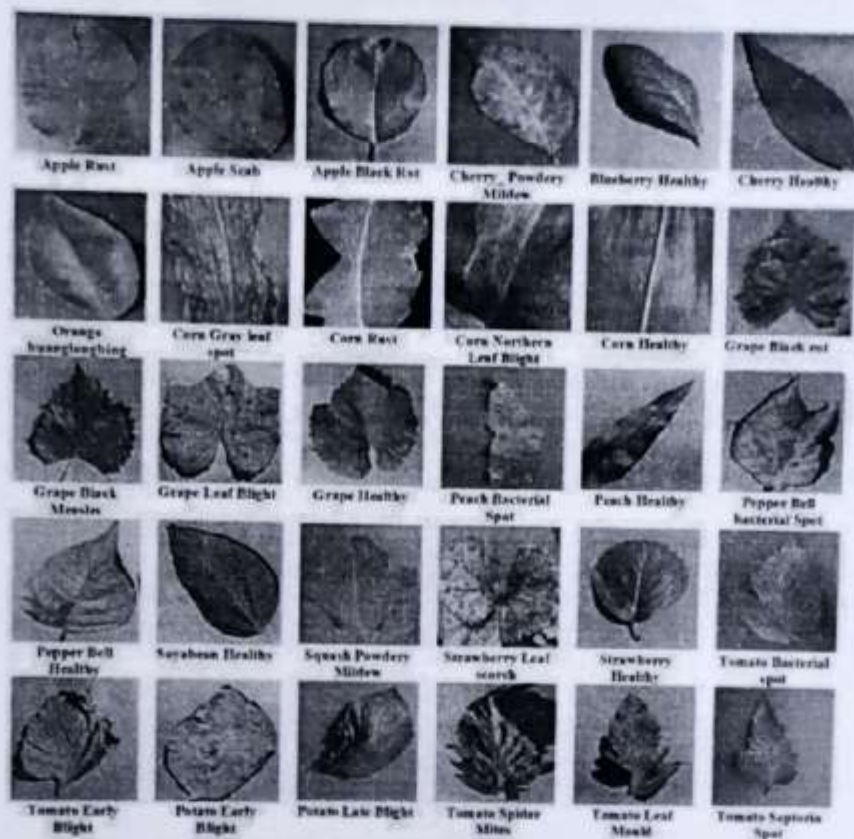 Apple Rust
Apple Scab
Apple Black Rot
Cherry_ Powdery
Mildew
Blueberry Healthy
Cherry Healthy
Orange
huanglongbing
Corn Gray leaf
spot
Corn Rust
Corn Northern
Leaf Blight
Corn Healthy
Grape Black rot
Grape Black
Measles
Grape Leaf Blight
Grape Healthy
Peach Bacterial
Spot
Peach Healthy
Pepper Bell
bacterial Spot
Pepper Bell
Healthy
Soyabean Healthy
Squash Powdery
Mildew
Strawberry Leaf
scorch
Strawberry
Healthy
Tomato Bacterial
spot
Tomato Early
Blight
Potato Early
Blight
Potato Late Blight
Tomato Spider
Mites
Tomato Leaf
Mould
Tomato Septoria
Spot